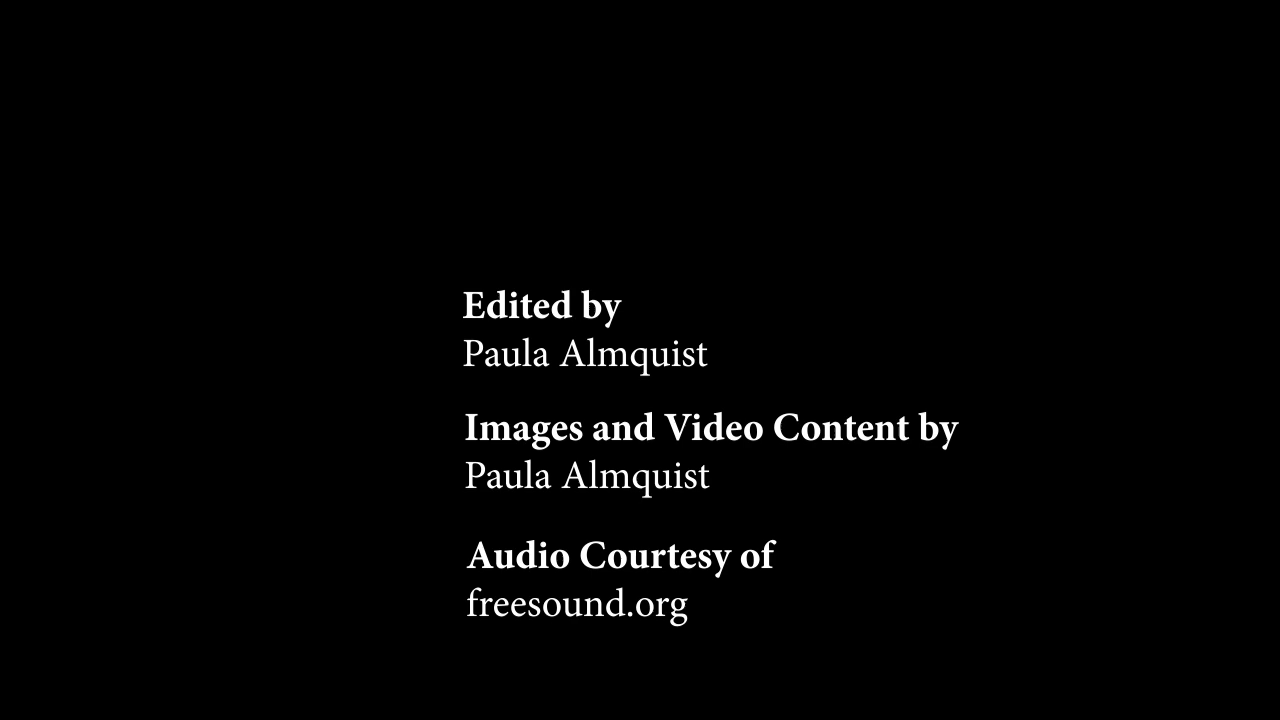 Edited by
Paula Almquist
Images and Video Content by
Paula Almquist
Audio Courtesy of
freesound.org